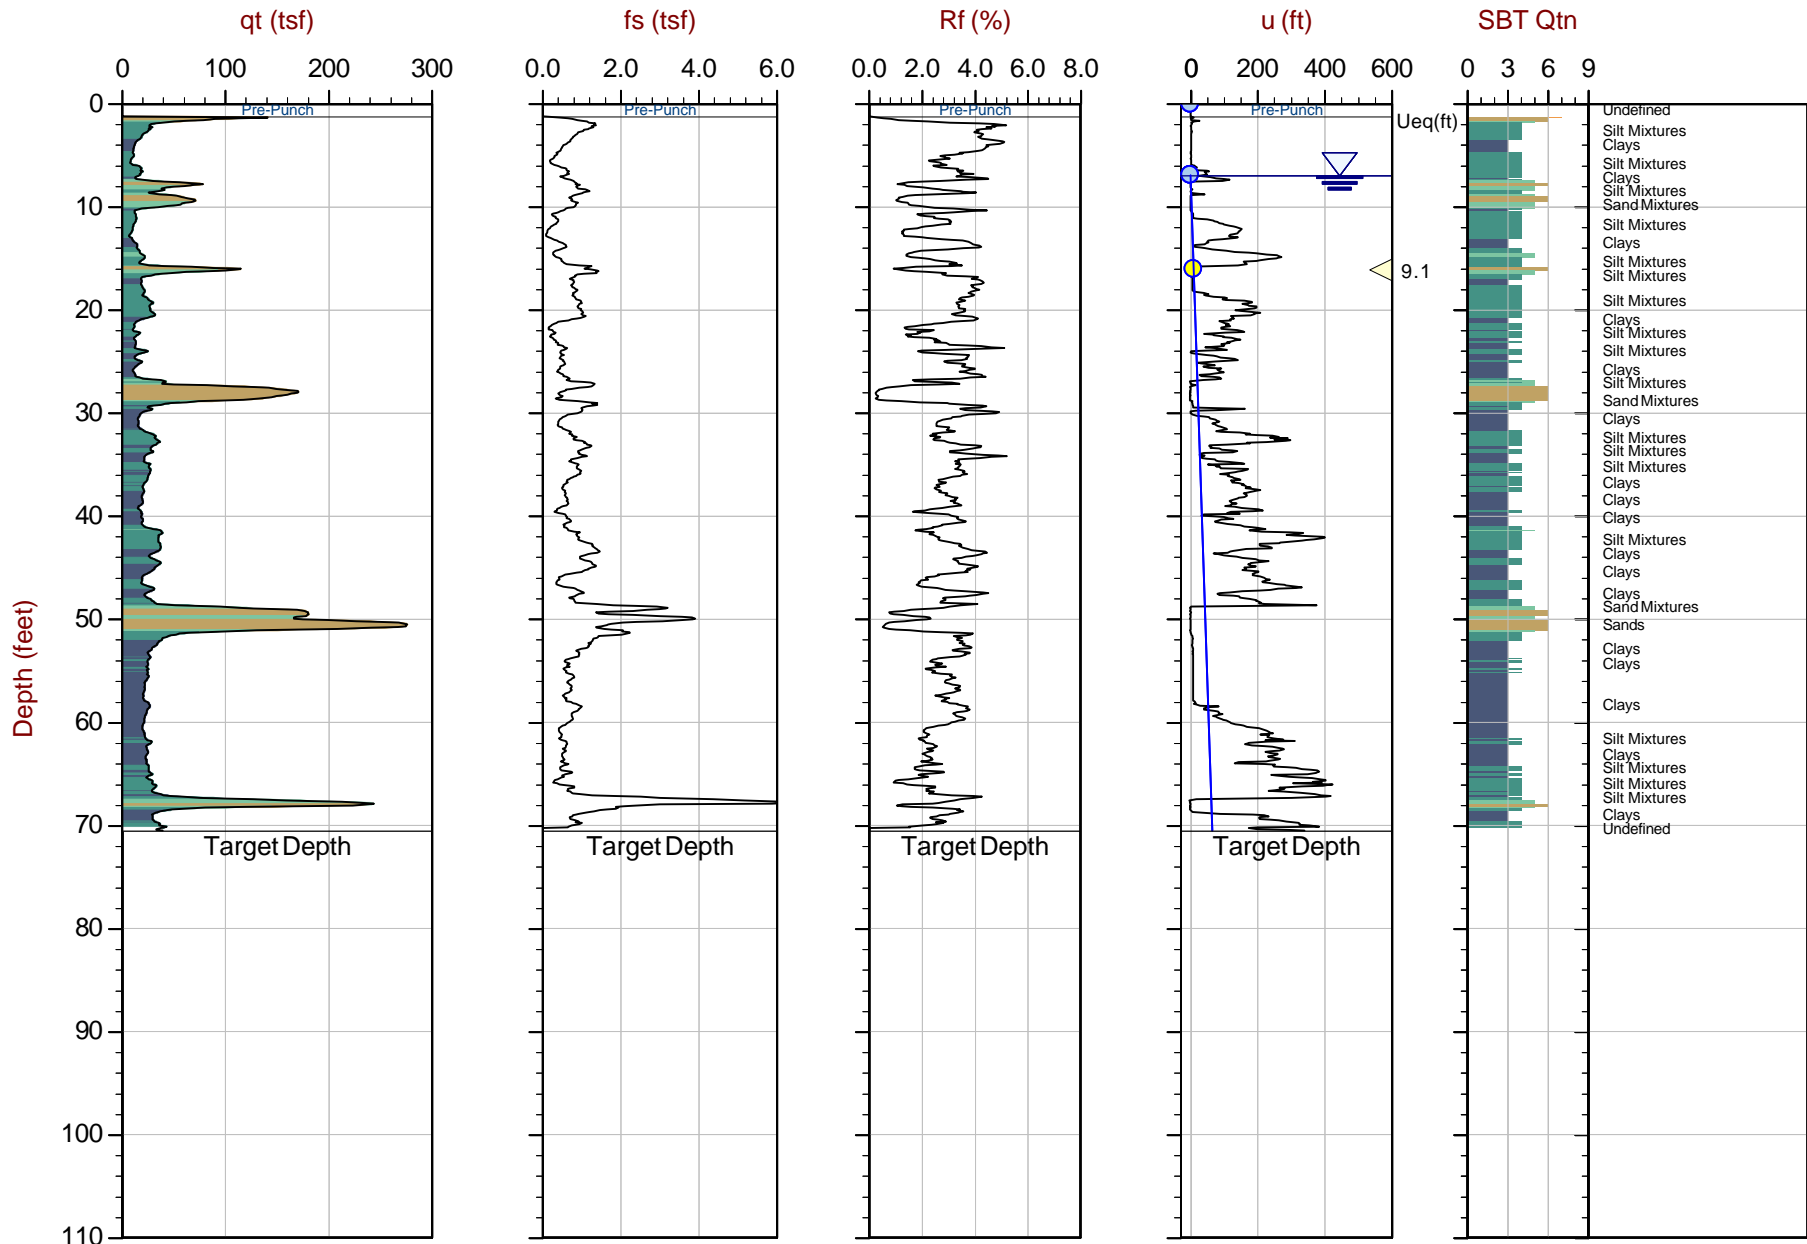 qt (tsf) fs (tsf) Rf (%) u (ft) SBT Qtn
0 100 200 300 0.0 2.0 4.0 6.0 0.0 2.0 4.0 6.0 8.0 0 200 400 600 0 3 6 9
0
Pre-Punch Pre-Punch Pre-Punch Pre-Punch
Ueq(ft)
Undefined
Silt Mixtures
Clays
Silt Mixtures
Clays
Silt Mixtures
Sand Mixtures
10
Silt Mixtures
Clays
Silt Mixtures
9.1
Silt Mixtures
Silt Mixtures
20
Clays
Silt Mixtures
Silt Mixtures
Clays
Silt Mixtures
Sand Mixtures
30
Clays
Silt Mixtures
Silt Mixtures
Silt Mixtures
Clays
Clays
40
Clays
Silt Mixtures
Clays
Clays
Clays
Sand Mixtures
50
Sands
Clays
Clays
Clays
60
Silt Mixtures
Clays
Silt Mixtures
Silt Mixtures
Silt Mixtures
Clays
70
Undefined
Target Depth Target Depth Target Depth Target Depth
80
90
100
110
Depth (feet)